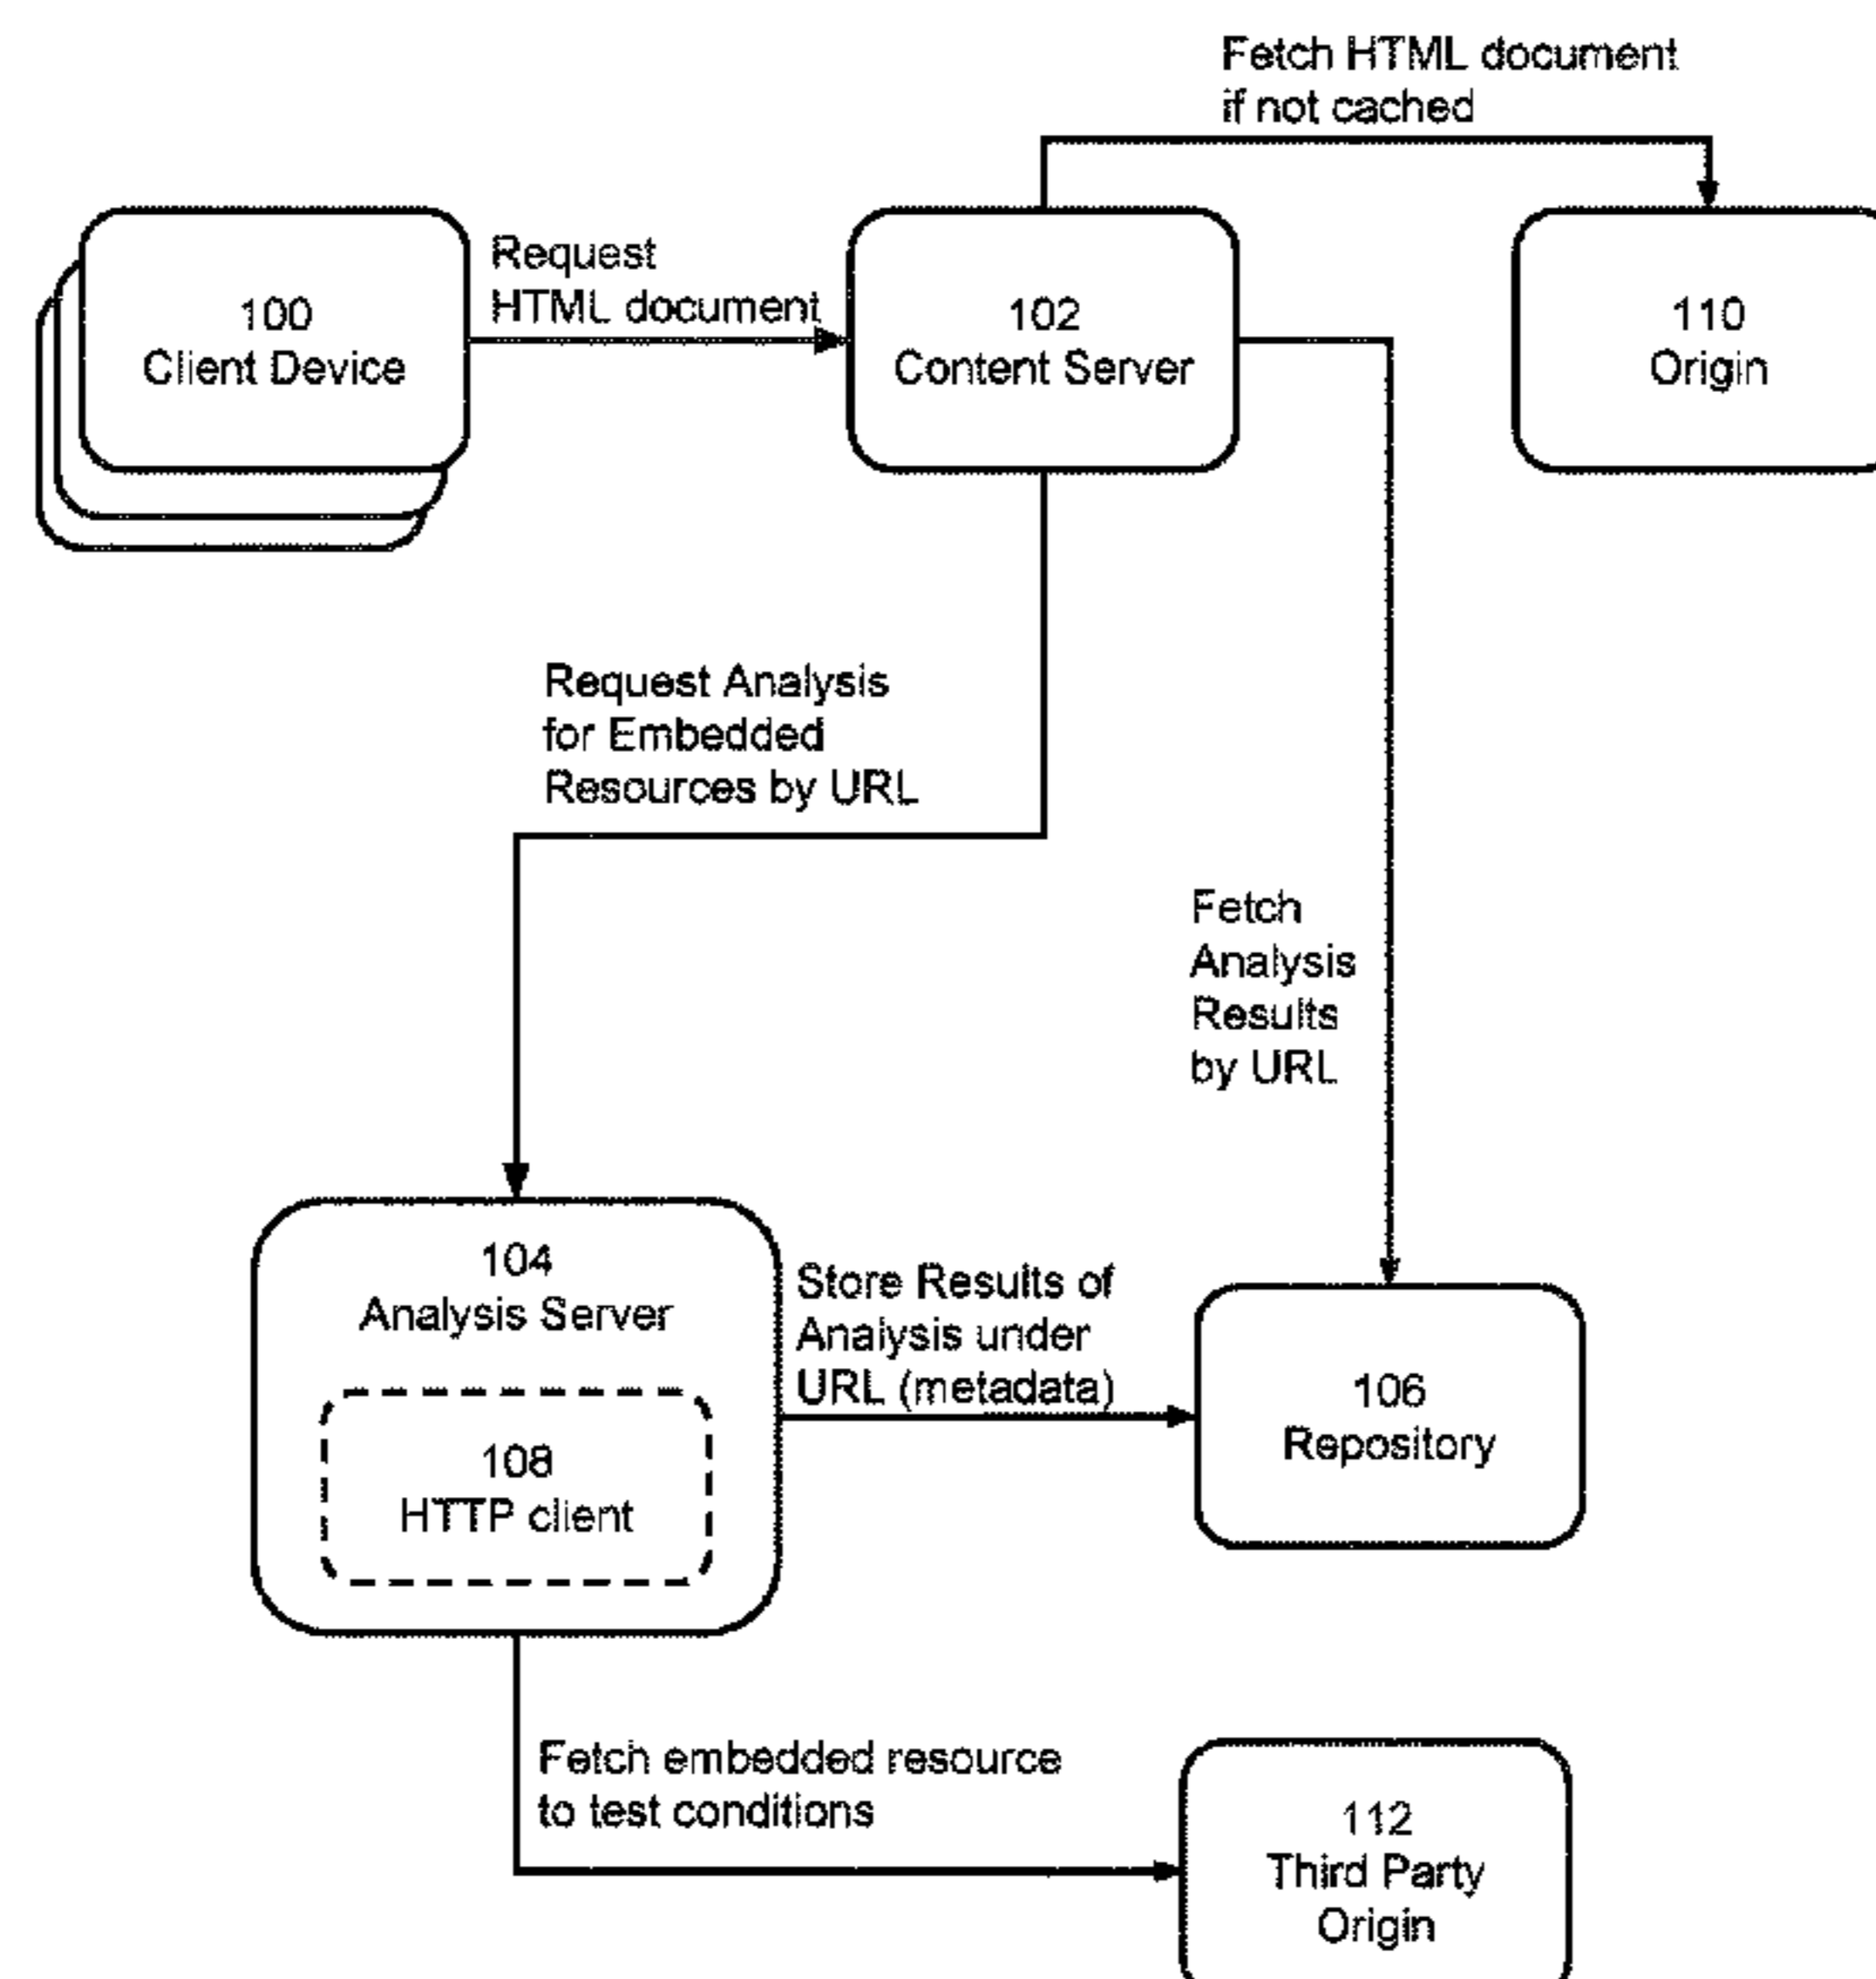 Fetch HTML document
if not cached
Request
HTML document
100
Client Device
102
Content Server
110
Origin
Request Analysis
for Embedded
Resources by URL
Fetch
Analysis
Results
by URL
104
Analysis Server
108
HTTP client
Store Results of
Analysis under
URL (metadata)
106
Repository
Fetch embedded resource
to test conditions
112
Third Party
Origin